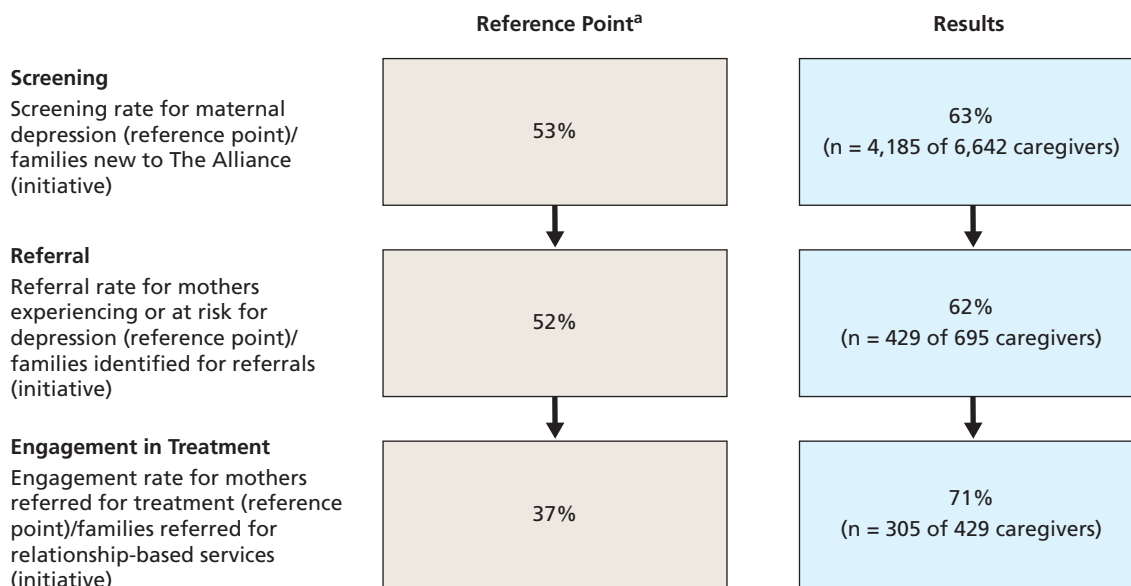 Reference Pointa
Results
Screening
Screening rate for maternal
depression (reference point)/
families new to The Alliance
(initiative)
53%
63%
(n = 4,185 of 6,642 caregivers)
Referral
Referral rate for mothers
experiencing or at risk for
depression (reference point)/
families identified for referrals
(initiative)
52%
62%
(n = 429 of 695 caregivers)
Engagement in Treatment
Engagement rate for mothers
referred for treatment (reference
point)/families referred for
relationship-based services
(initiative)
37%
71%
(n = 305 of 429 caregivers)